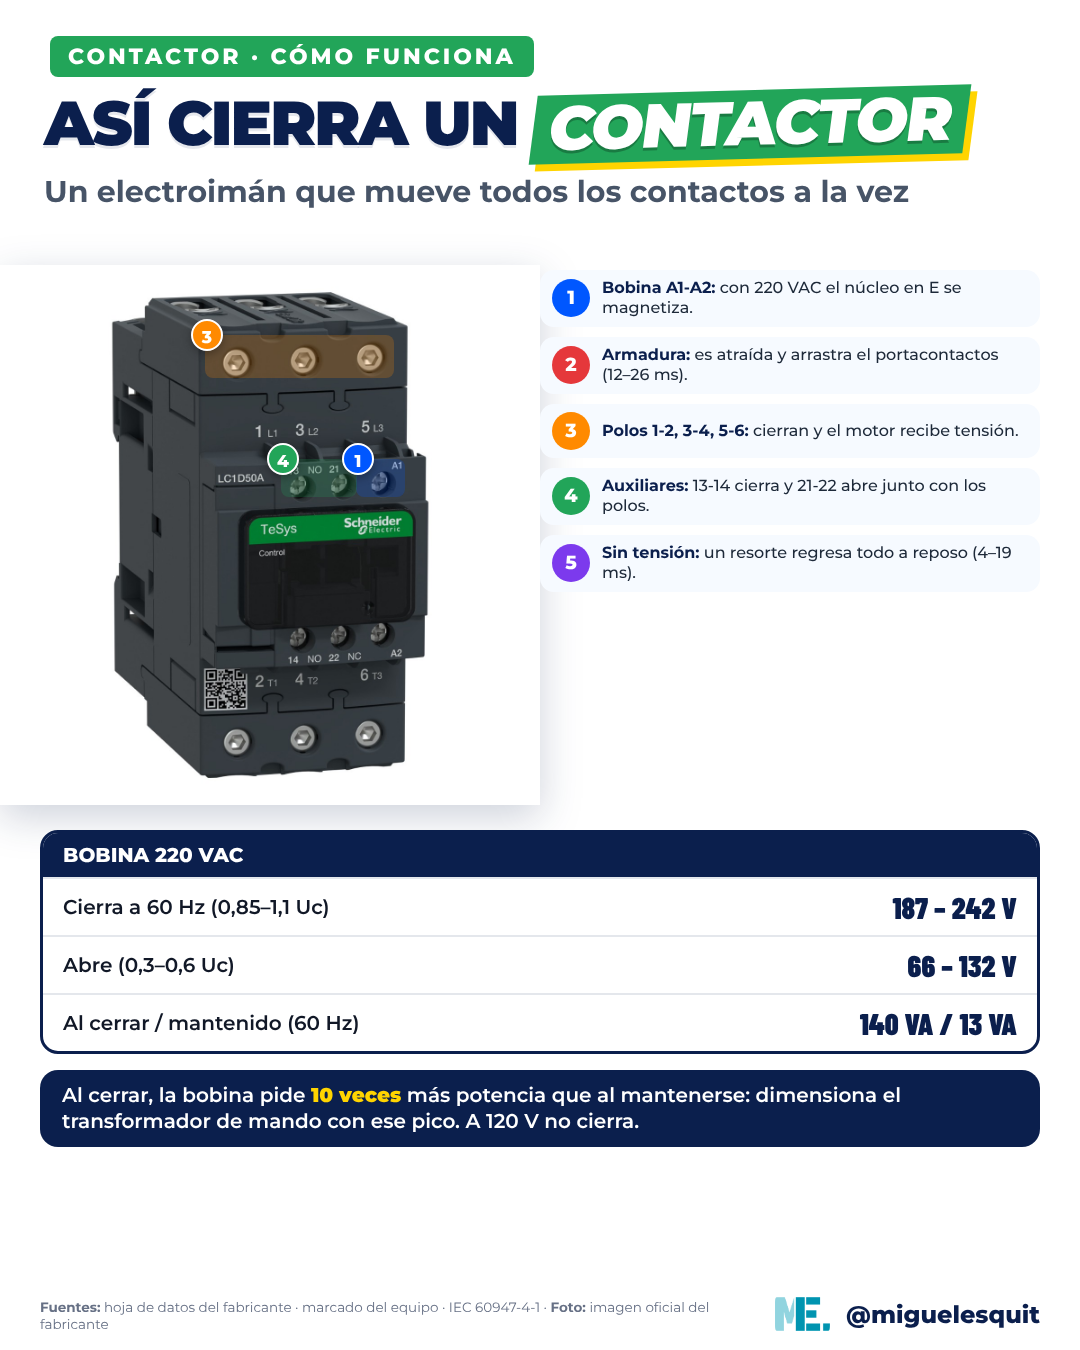 CONTACTOR · CÓMO FUNCIONA
ASÍ CIERRA UN CONTACTOR
Un electroimán que mueve todos los contactos a la vez
3
1 L1 3 L2 5 L3
4
1
NO 21 A1
LC1D50A
TeSys
Schneider
Electric
Control
14 NO 22 NC A2
2 T1 4 T2 6 T3
1
Bobina A1-A2: con 220 VAC el núcleo en E se
magnetiza.
2
Armadura: es atraída y arrastra el portacontactos
(12–26 ms).
3
Polos 1-2, 3-4, 5-6: cierran y el motor recibe tensión.
4
Auxiliares: 13-14 cierra y 21-22 abre junto con los
polos.
5
Sin tensión: un resorte regresa todo a reposo (4–19
ms).
BOBINA 220 VAC
Cierra a 60 Hz (0,85–1,1 Uc) 187 – 242 V
Abre (0,3–0,6 Uc) 66 – 132 V
Al cerrar / mantenido (60 Hz) 140 VA / 13 VA
Al cerrar, la bobina pide 10 veces más potencia que al mantenerse: dimensiona el
transformador de mando con ese pico. A 120 V no cierra.
Fuentes: hoja de datos del fabricante · marcado del equipo · IEC 60947-4-1 · Foto: imagen oficial del
fabricante
ME. @miguelesquit